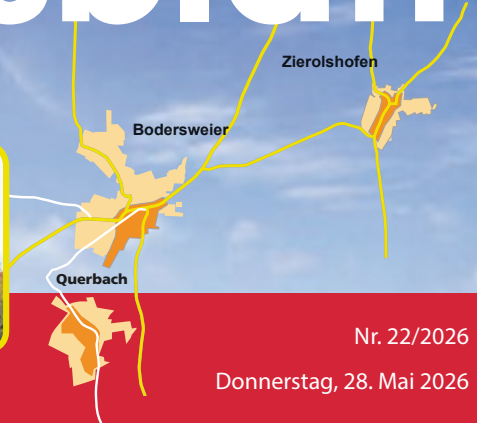 Zierolshofen
Bodersweier
Querbach
Nr. 22/2026
Donnerstag, 28. Mai 2026